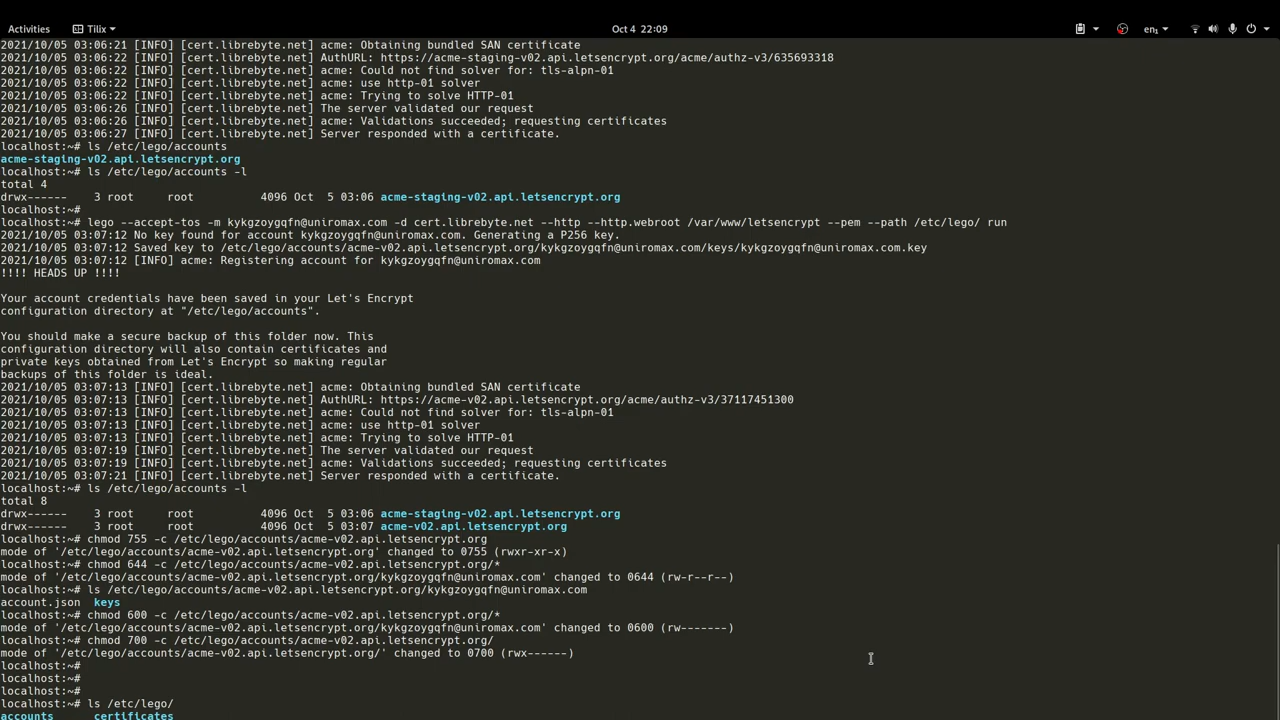 Activities Tilix Oct 4 22:09 en₁
2021/10/05 03:06:21 [INFO] [cert.librebyte.net] acme: Obtaining bundled SAN certificate
2021/10/05 03:06:22 [INFO] [cert.librebyte.net] AuthURL: https://acme-staging-v02.api.letsencrypt.org/acme/authz-v3/635693318
2021/10/05 03:06:22 [INFO] [cert.librebyte.net] acme: Could not find solver for: tls-alpn-01
2021/10/05 03:06:22 [INFO] [cert.librebyte.net] acme: use http-01 solver
2021/10/05 03:06:22 [INFO] [cert.librebyte.net] acme: Trying to solve HTTP-01
2021/10/05 03:06:26 [INFO] [cert.librebyte.net] The server validated our request
2021/10/05 03:06:26 [INFO] [cert.librebyte.net] acme: Validations succeeded; requesting certificates
2021/10/05 03:06:27 [INFO] [cert.librebyte.net] Server responded with a certificate.
localhost:~# ls /etc/lego/accounts
acme-staging-v02.api.letsencrypt.org
localhost:~# ls /etc/lego/accounts -l
total 4
drwx------ 3 root root 4096 Oct 5 03:06 acme-staging-v02.api.letsencrypt.org
localhost:~#
localhost:~# lego --accept-tos -m kykgzoygqfn@uniromax.com -d cert.librebyte.net --http --http.webroot /var/www/letsencrypt --pem --path /etc/lego/ run
2021/10/05 03:07:12 No key found for account kykgzoygqfn@uniromax.com. Generating a P256 key.
2021/10/05 03:07:12 Saved key to /etc/lego/accounts/acme-v02.api.letsencrypt.org/kykgzoygqfn@uniromax.com/keys/kykgzoygqfn@uniromax.com.key
2021/10/05 03:07:12 [INFO] acme: Registering account for kykgzoygqfn@uniromax.com
!!!! HEADS UP !!!!
Your account credentials have been saved in your Let's Encrypt
configuration directory at "/etc/lego/accounts".
You should make a secure backup of this folder now. This
configuration directory will also contain certificates and
private keys obtained from Let's Encrypt so making regular
backups of this folder is ideal.
2021/10/05 03:07:13 [INFO] [cert.librebyte.net] acme: Obtaining bundled SAN certificate
2021/10/05 03:07:13 [INFO] [cert.librebyte.net] AuthURL: https://acme-v02.api.letsencrypt.org/acme/authz-v3/37117451300
2021/10/05 03:07:13 [INFO] [cert.librebyte.net] acme: Could not find solver for: tls-alpn-01
2021/10/05 03:07:13 [INFO] [cert.librebyte.net] acme: use http-01 solver
2021/10/05 03:07:13 [INFO] [cert.librebyte.net] acme: Trying to solve HTTP-01
2021/10/05 03:07:19 [INFO] [cert.librebyte.net] The server validated our request
2021/10/05 03:07:19 [INFO] [cert.librebyte.net] acme: Validations succeeded; requesting certificates
2021/10/05 03:07:21 [INFO] [cert.librebyte.net] Server responded with a certificate.
localhost:~# ls /etc/lego/accounts -l
total 8
drwx------ 3 root root 4096 Oct 5 03:06 acme-staging-v02.api.letsencrypt.org
drwx------ 3 root root 4096 Oct 5 03:07 acme-v02.api.letsencrypt.org
localhost:~# chmod 755 -c /etc/lego/accounts/acme-v02.api.letsencrypt.org
mode of '/etc/lego/accounts/acme-v02.api.letsencrypt.org' changed to 0755 (rwxr-xr-x)
localhost:~# chmod 644 -c /etc/lego/accounts/acme-v02.api.letsencrypt.org/*
mode of '/etc/lego/accounts/acme-v02.api.letsencrypt.org/kykgzoygqfn@uniromax.com' changed to 0644 (rw-r--r--)
localhost:~# ls /etc/lego/accounts/acme-v02.api.letsencrypt.org/kykgzoygqfn@uniromax.com
account.json keys
localhost:~# chmod 600 -c /etc/lego/accounts/acme-v02.api.letsencrypt.org/*
mode of '/etc/lego/accounts/acme-v02.api.letsencrypt.org/kykgzoygqfn@uniromax.com' changed to 0600 (rw-------)
localhost:~# chmod 700 -c /etc/lego/accounts/acme-v02.api.letsencrypt.org/
mode of '/etc/lego/accounts/acme-v02.api.letsencrypt.org/' changed to 0700 (rwx------)
localhost:~#
localhost:~#
localhost:~#
localhost:~# ls /etc/lego/
accounts certificates